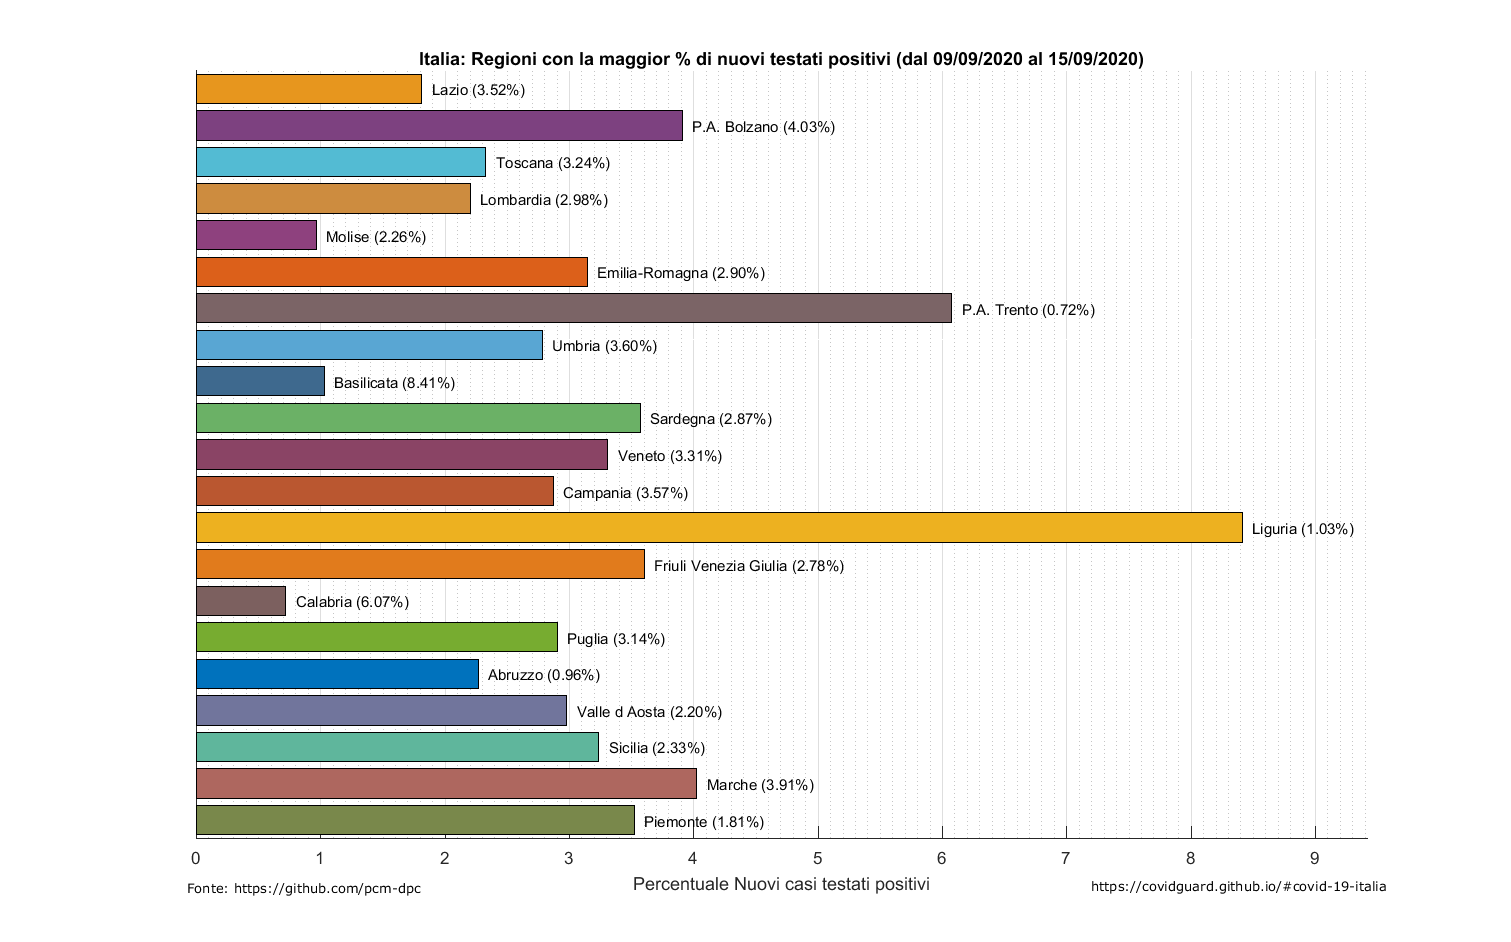 Italia: Regioni con la maggior % di nuovi testati positivi (dal 09/09/2020 al 15/09/2020)
Lazio (3.52%)
P.A. Bolzano (4.03%)
Toscana (3.24%)
Lombardia (2.98%)
Molise (2.26%)
Emilia-Romagna (2.90%)
P.A. Trento (0.72%)
Umbria (3.60%)
Basilicata (8.41%)
Sardegna (2.87%)
Veneto (3.31%)
Campania (3.57%)
Liguria (1.03%)
Friuli Venezia Giulia (2.78%)
Calabria (6.07%)
Puglia (3.14%)
Abruzzo (0.96%)
Valle d Aosta (2.20%)
Sicilia (2.33%)
Marche (3.91%)
Piemonte (1.81%)
0 1 2 3 4 5 6 7 8 9
Percentuale Nuovi casi testati positivi
Fonte: https://github.com/pcm-dpc
https://covidguard.github.io/#covid-19-italia